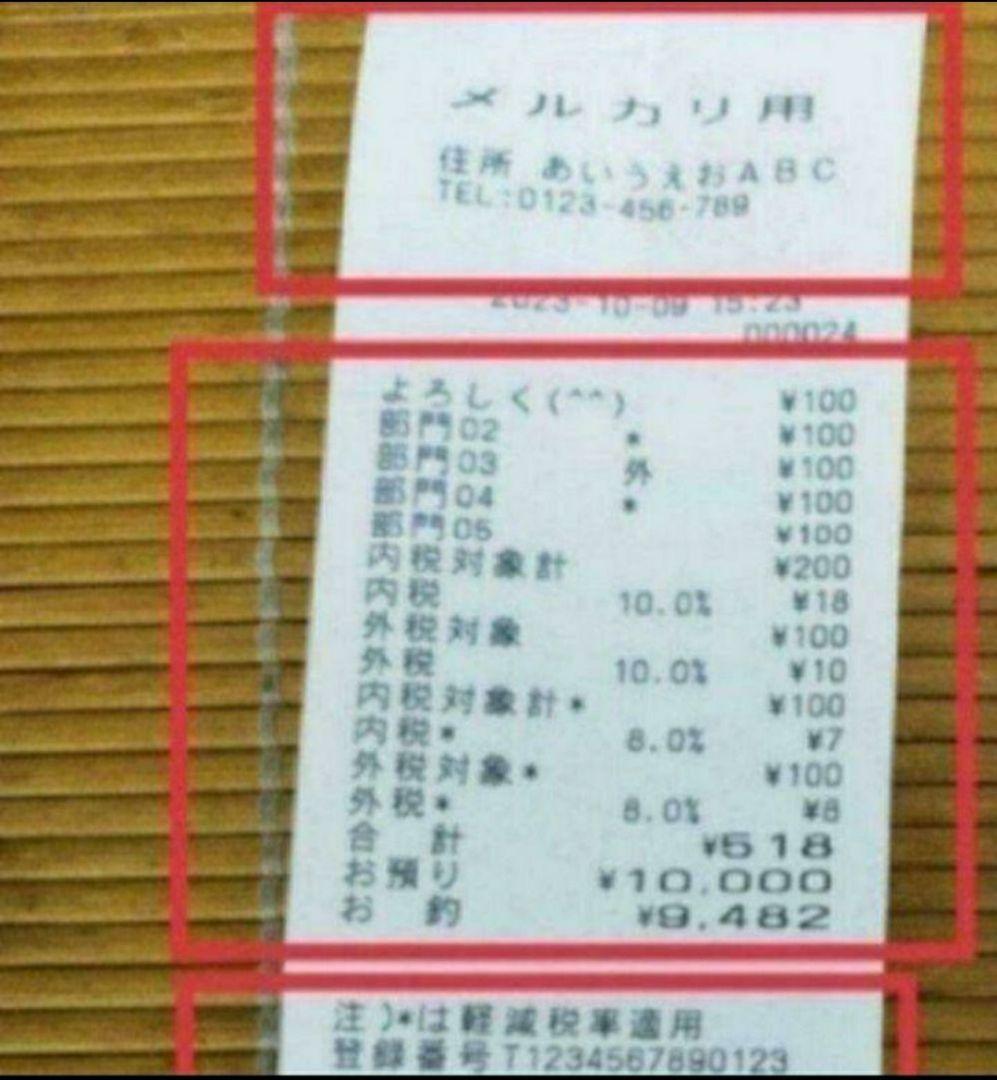 メルカリ用
住所 あいうえおABC
TEL:0123-456-789
2023-10-09 15:23
000024
よろしく(^^) ¥100
部門02 * ¥100
部門03 外 ¥100
部門04 * ¥100
部門05 ¥100
内税対象計 ¥200
内税 10.0% ¥18
外税対象 ¥100
外税 10.0% ¥10
内税対象計* ¥100
内税* 8.0% ¥7
外税対象* ¥100
外税* 8.0% ¥8
合計 ¥518
お預り ¥10,000
お釣 ¥9,482
注)*は軽減税率適用
登録番号T1234567890123